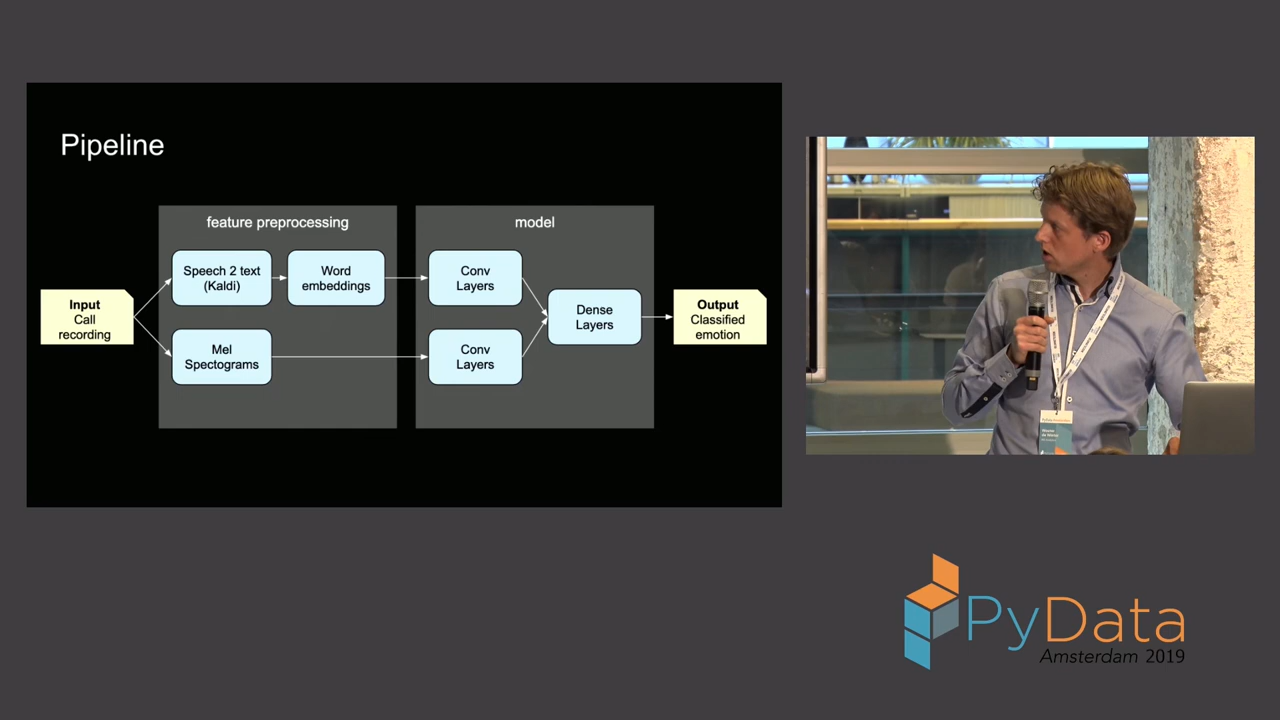 Pipeline
feature preprocessing
model
Speech 2 text
(Kaldi)
Word
embeddings
Conv
Layers
Input
Call
recording
Dense
Layers
Output
Classified
emotion
Mel
Spectograms
Conv
Layers
PyData
Amsterdam 2019